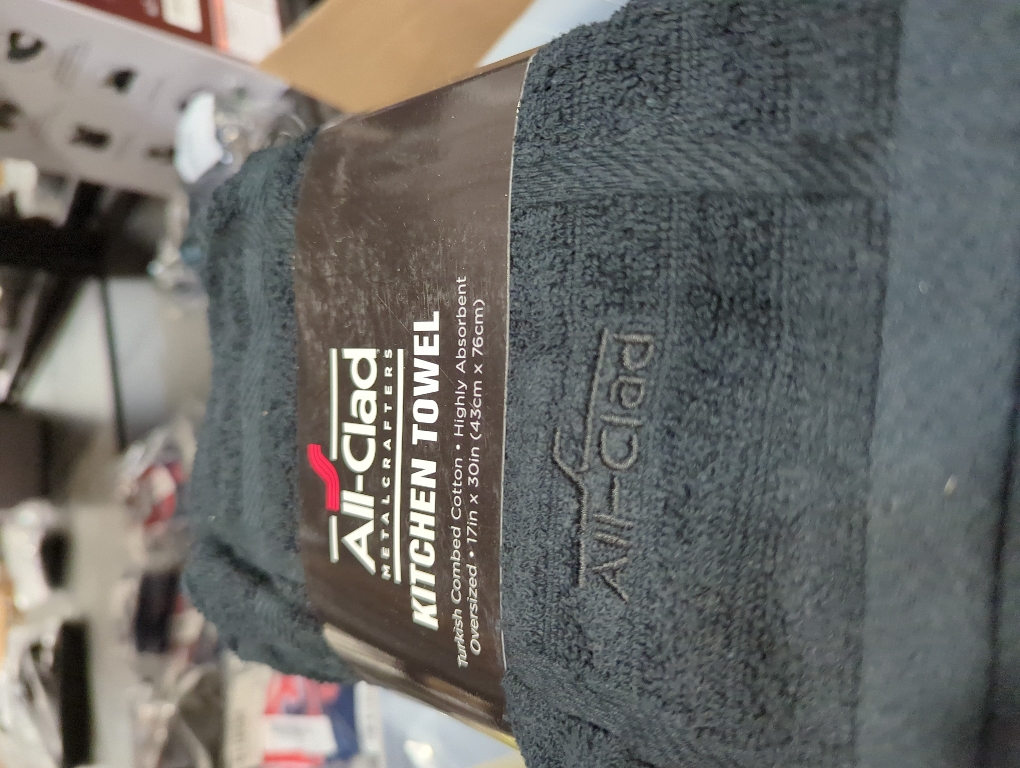 All-Clad
METALCRAFTERS
KITCHEN TOWEL
Turkish Combed Cotton • Highly Absorbent
Oversized • 17in x 30in (43cm x 76cm)
All-Clad